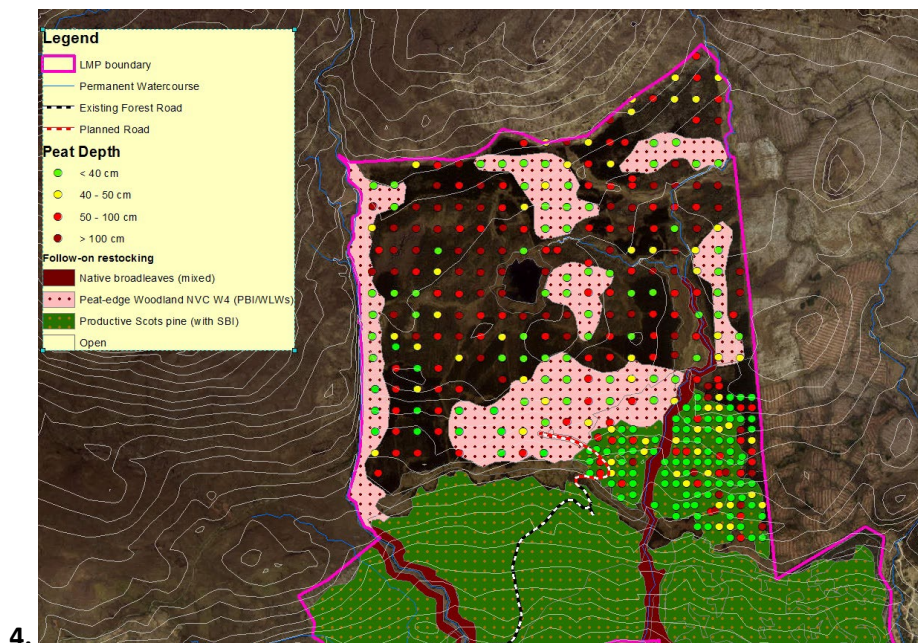 Legend
LMP boundary
Permanent Watercourse
Existing Forest Road
Planned Road
Peat Depth
< 40 cm
40 - 50 cm
50 - 100 cm
> 100 cm
Follow-on restocking
Native broadleaves (mixed)
Peat-edge Woodland NVC W4 (PBI/WLWs)
Productive Scots pine (with SBI)
Open
4.